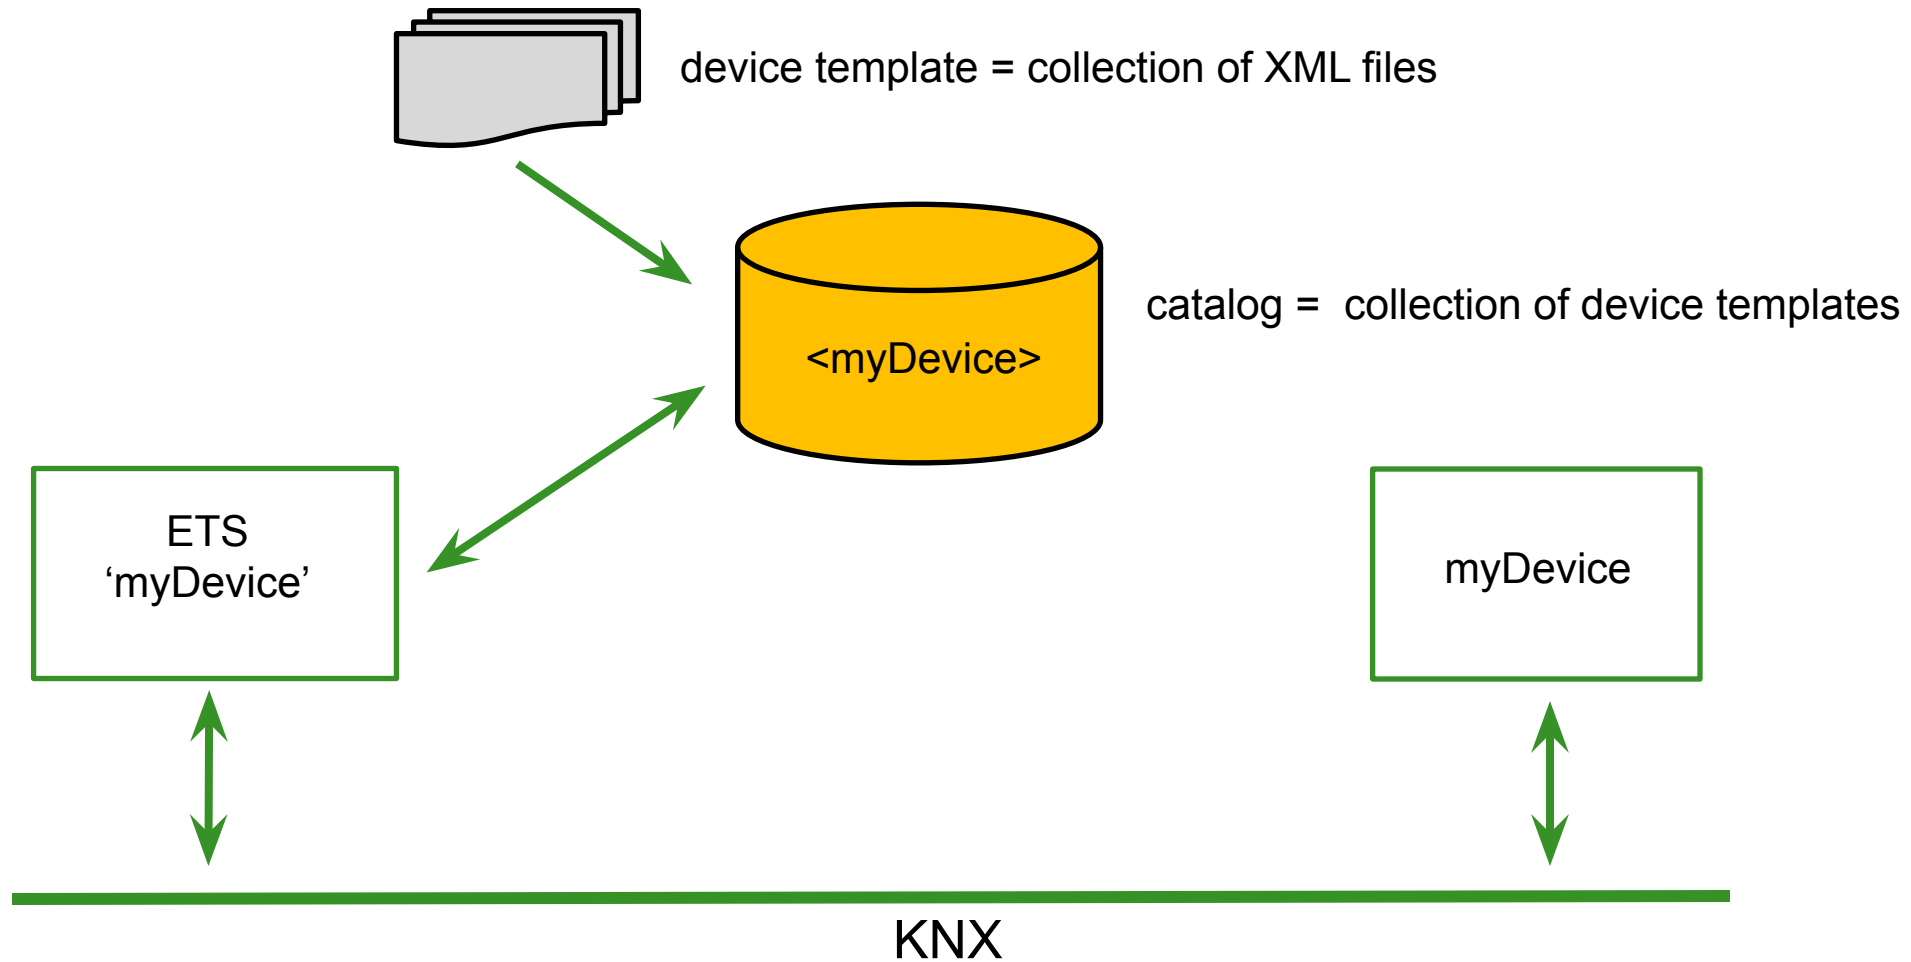 device template = collection of XML files
catalog =  collection of device templates
<myDevice>
ETS
‘myDevice’
myDevice
KNX